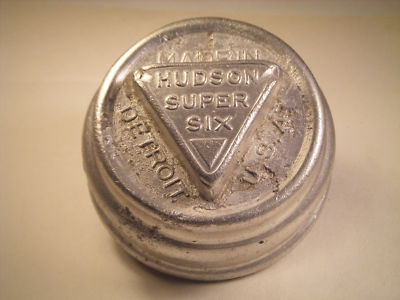 MADE IN
HUDSON
SUPER
SIX
DETROIT
U.S.A.